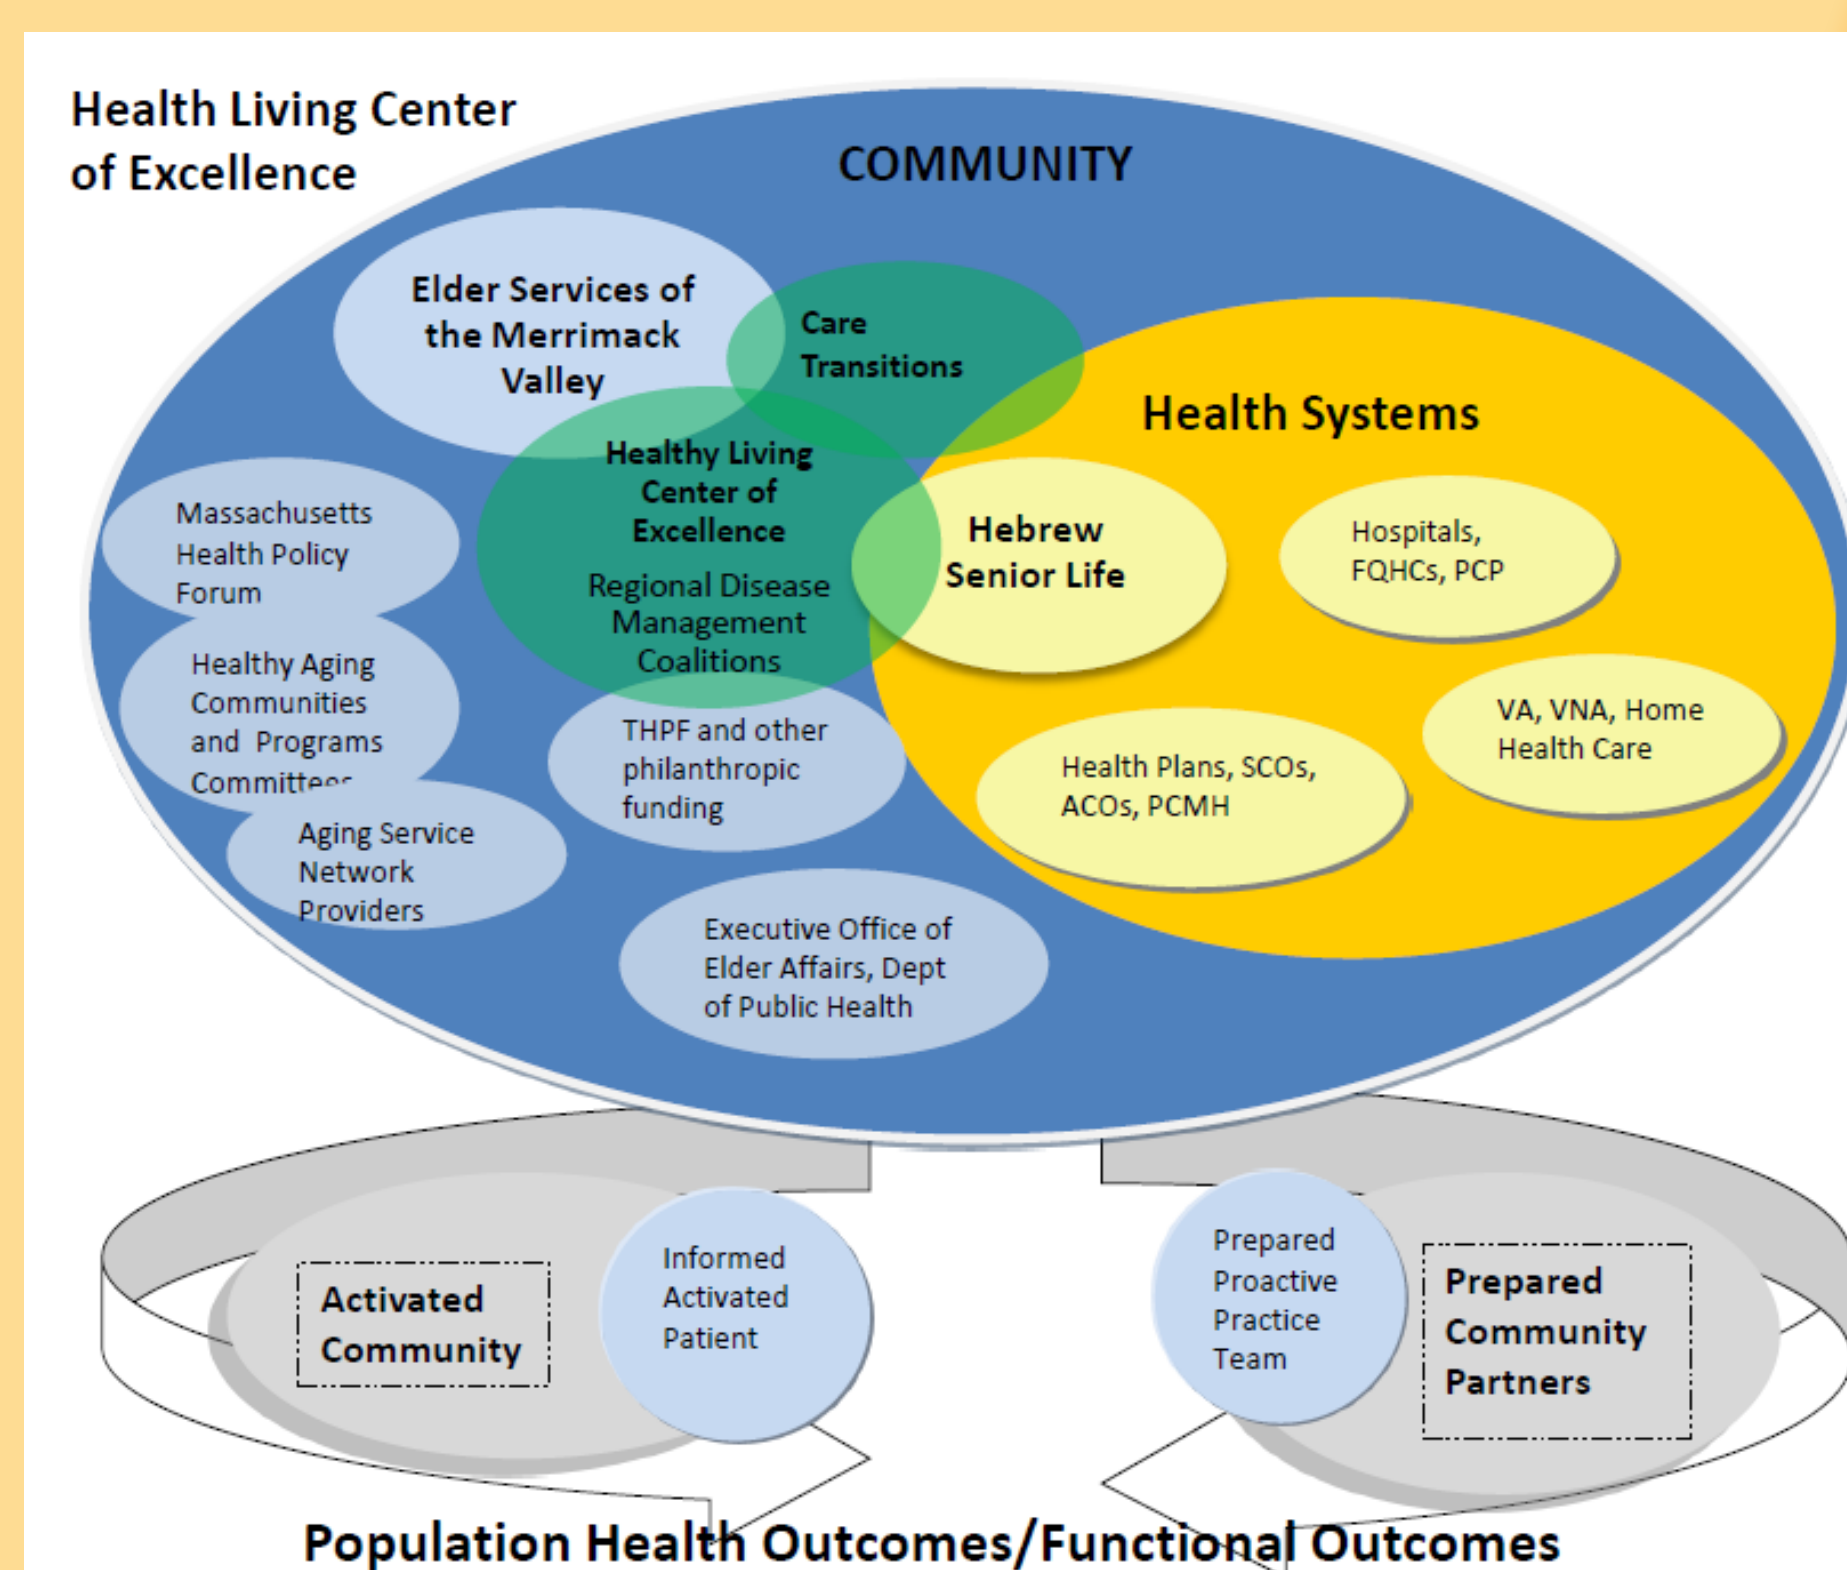 Health Living Center
of Excellence
COMMUNITY
Elder Services of
the Merrimack
Valley
Care
Transitions
Health Systems
Healthy Living
Center of
Excellence
Regional Disease
Management
Coalitions
Hebrew
Senior Life
Hospitals,
FQHCs, PCP
Massachusetts
Health Policy
Forum
Healthy Aging
Communities
and Programs
Committees
VA, VNA, Home
Health Care
THPF and other
philanthropic
funding
Health Plans, SCOs,
ACOs, PCMH
Aging Service
Network
Providers
Executive Office of
Elder Affairs, Dept
of Public Health
Activated
Community
Informed
Activated
Patient
Prepared
Proactive
Practice
Team
Prepared
Community
Partners
Population Health Outcomes/Functional Outcomes